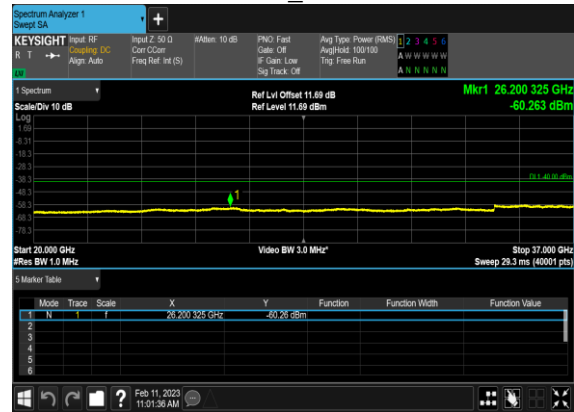 Spectrum Analyzer 1
Swept SA
KEYSIGHT Input: RF Input Z: 50 Ω #Atten: 10 dB PNO: Fast Avg Type: Power (RMS) 1 2 3 4 5 6
R T Coupling: DC Corr CCorr Gate: Off Avg|Hold: 100/100 A W W W W W
Align: Auto Freq Ref: Int (S) IF Gain: Low Trig: Free Run
Sig Track: Off A N N N N N
1 Spectrum Ref Lvl Offset 11.69 dB Mkr1 26.200 325 GHz
Scale/Div 10 dB Ref Level 11.69 dBm -60.263 dBm
Log
1.69
-8.31
-18.3
-28.3
DL1 -40.00 dBm
-38.3
-48.3
1
-58.3
-68.3
-78.3
Start 20.000 GHz Video BW 3.0 MHz* Stop 37.000 GHz
#Res BW 1.0 MHz Sweep 29.3 ms (40001 pts)
5 Marker Table
Mode Trace Scale X Y Function Function Width Function Value
1 N 1 f 26.200 325 GHz -60.26 dBm
2
3
4
5
6
? Feb 11, 2023
11:01:36 AM